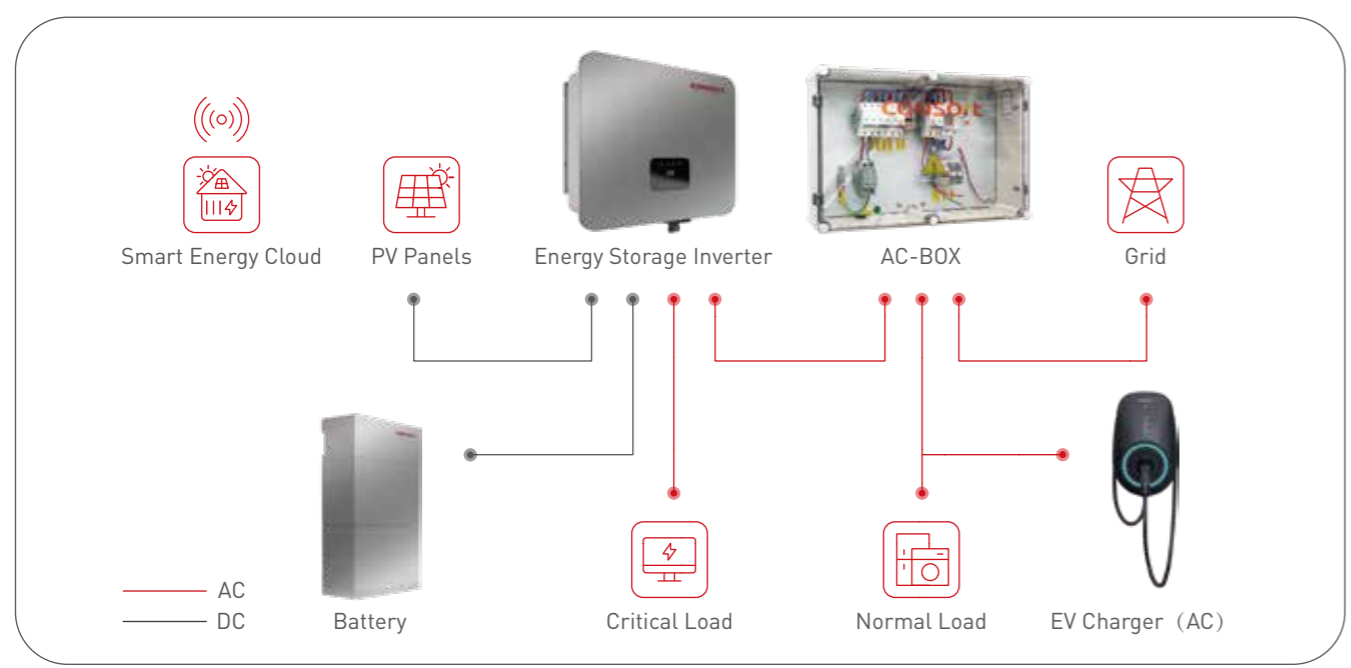 Smart Energy Cloud
PV Panels
Energy Storage Inverter
AC-BOX
Grid
consort
AC
DC
Battery
Critical Load
Normal Load
EV Charger（AC）